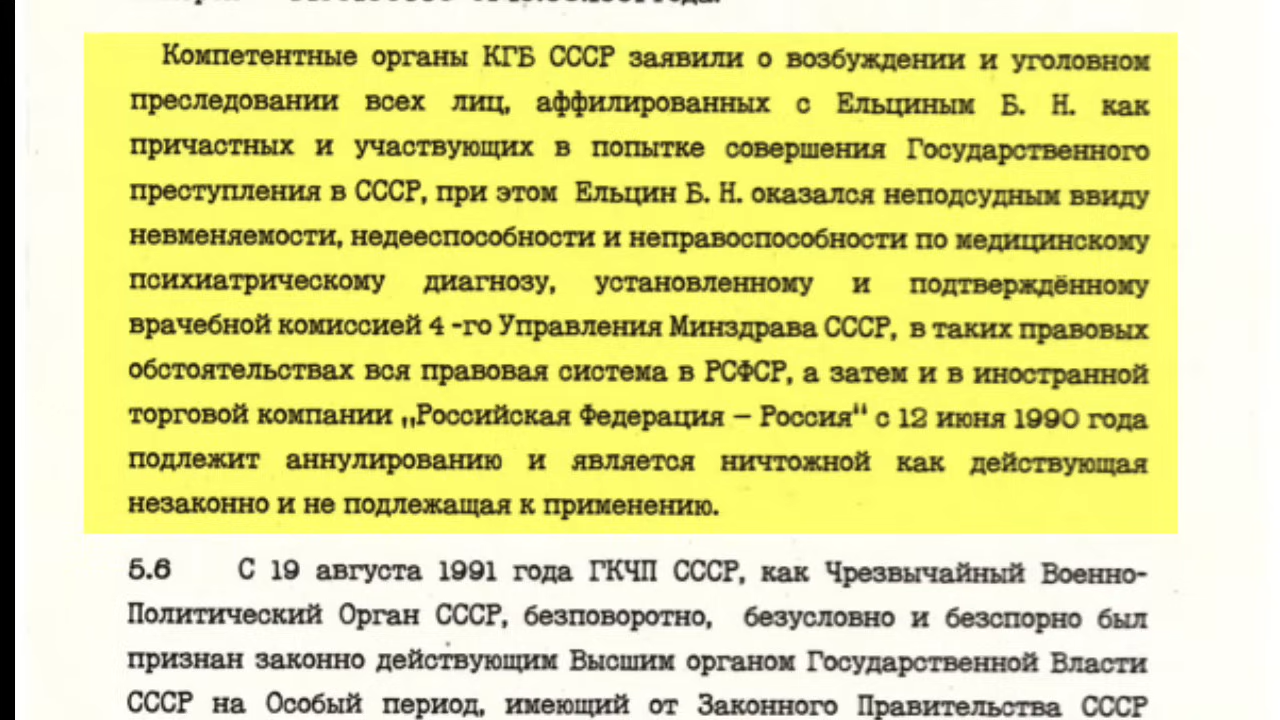 Компетентные органы КГБ СССР заявили о возбуждении и уголовном
преследовании всех лиц, аффилированных с Ельциным Б. Н. как
причастных и участвующих в попытке совершения Государственного
преступления в СССР, при этом Ельцин Б. Н. оказался неподсудным ввиду
невменяемости, недееспособности и неправоспособности по медицинскому
психиатрическому диагнозу, установленному и подтверждённому
врачебной комиссией 4 -го Управления Минздрава СССР, в таких правовых
обстоятельствах вся правовая система в РСФСР, а затем и в иностранной
торговой компании „Российская Федерация – Россия“ с 12 июня 1990 года
подлежит аннулированию и является ничтожной как действующая
незаконно и не подлежащая к применению.
5.6 С 19 августа 1991 года ГКЧП СССР, как Чрезвычайный Военно-
Политический Орган СССР, безповоротно, безусловно и безспорно был
признан законно действующим Высшим органом Государственной Власти
СССР на Особый период, имеющий от Законного Правительства СССР